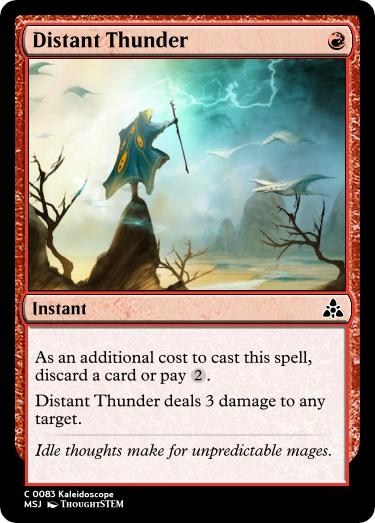 Distant Thunder
Instant
As an additional cost to cast this spell,
discard a card or pay 2.
Distant Thunder deals 3 damage to any
target.
Idle thoughts make for unpredictable mages.
C 0083 Kaleidoscope
MSJ ThoughtSTEM